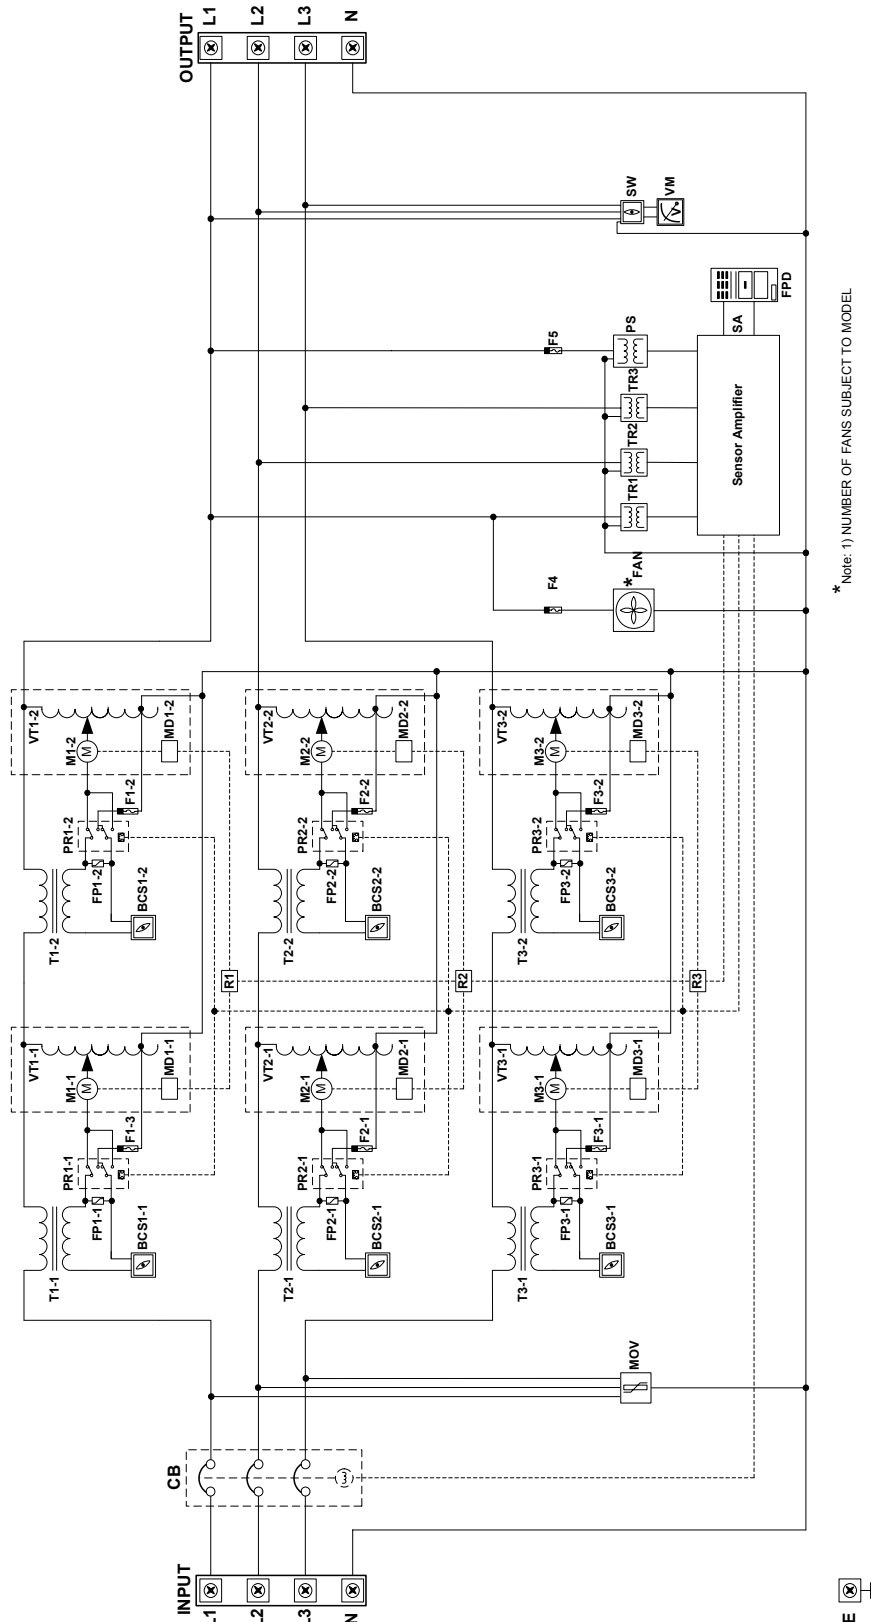 INPUT
L1
L2
L3
N
CB
MOV
T1-1
BCS1-1
FP1-1
PR1-1
F1-3
VT1-1
M1-1
M
MD1-1
R1
T1-2
BCS1-2
FP1-2
PR1-2
F1-2
VT1-2
M1-2
M
MD1-2
T2-1
BCS2-1
FP2-1
PR2-1
F2-1
VT2-1
M2-1
M
MD2-1
R2
T2-2
BCS2-2
FP2-2
PR2-2
F2-2
VT2-2
M2-2
M
MD2-2
T3-1
BCS3-1
FP3-1
PR3-1
F3-1
VT3-1
M3-1
M
MD3-1
R3
T3-2
BCS3-2
FP3-2
PR3-2
F3-2
VT3-2
M3-2
M
MD3-2
F4
*FAN
TR1
TR2
TR3
F5
PS
Sensor Amplifier
SA
FPD
SW
VM
V
OUTPUT
L1
L2
L3
N
E
*Note: 1) NUMBER OF FANS SUBJECT TO MODEL